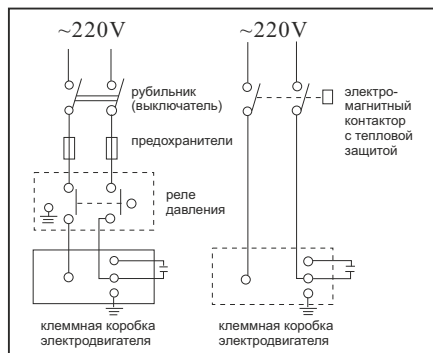 ~220V
~220V
рубильник
(выключатель)
предохранители
реле
давления
клеммная коробка
электродвигателя
электро-
магнитный
контактор
с тепловой
защитой
клеммная коробка
электродвигателя